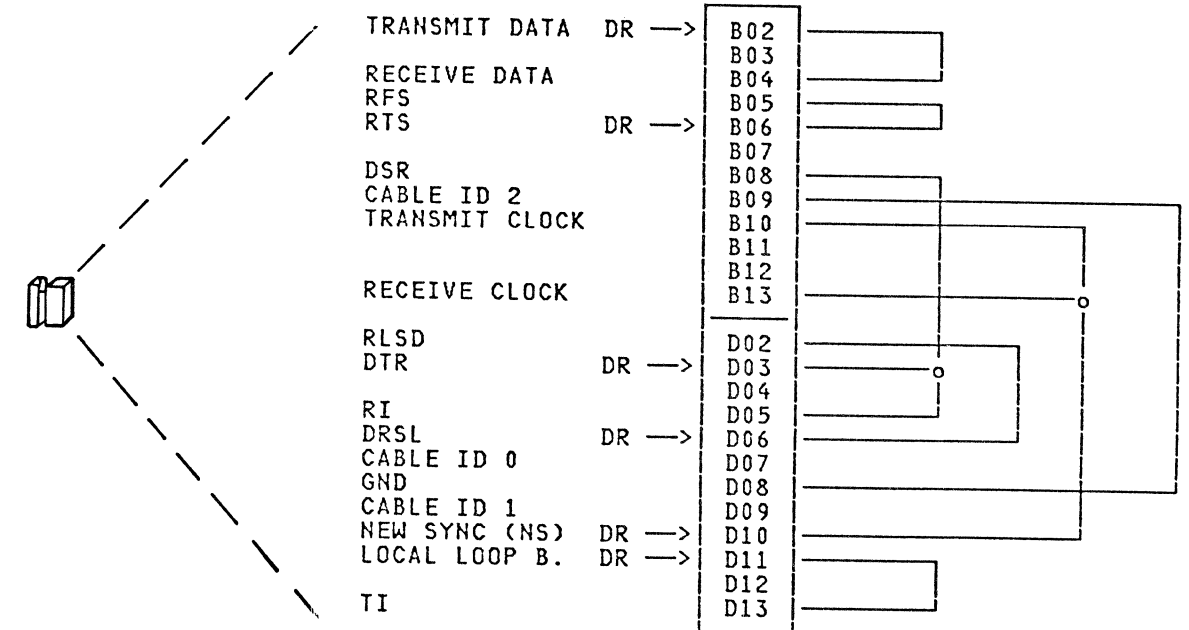 TRANSMIT DATA DR —> B02
B03
RECEIVE DATA B04
RFS B05
RTS DR —> B06
B07
DSR B08
CABLE ID 2 B09
TRANSMIT CLOCK B10
B11
B12
RECEIVE CLOCK B13
RLSD D02
DTR DR —> D03
D04
RI D05
DRSL DR —> D06
CABLE ID 0 D07
GND D08
CABLE ID 1 D09
NEW SYNC (NS) DR —> D10
LOCAL LOOP B. DR —> D11
D12
TI D13